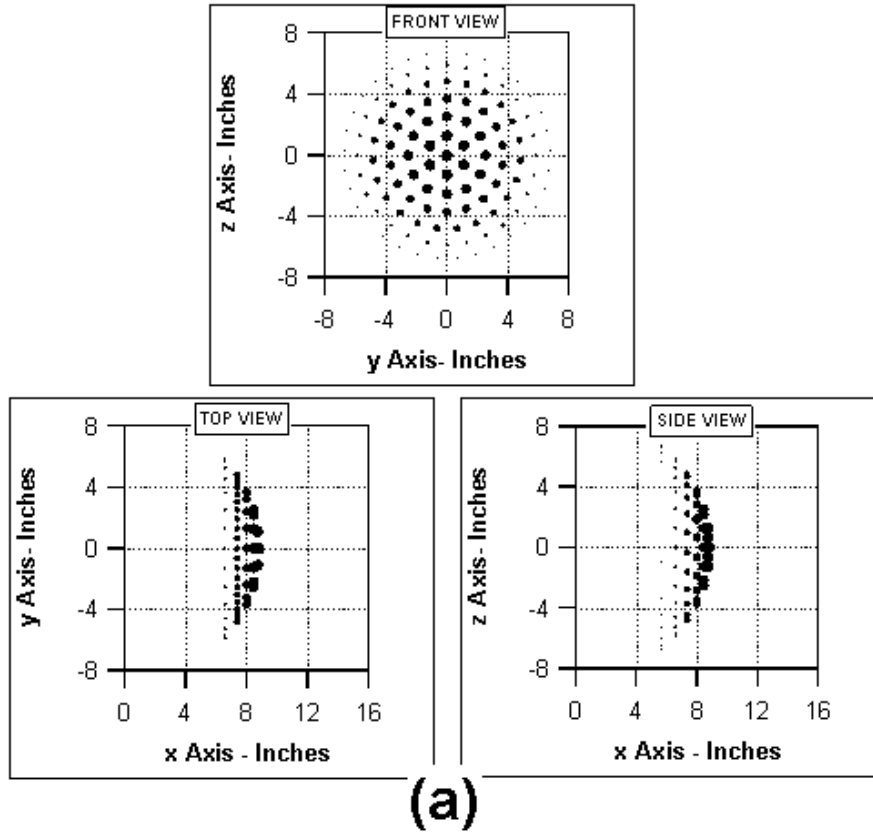 FRONT VIEW
8
4
0
-4
-8
z Axis- Inches
-8 -4 0 4 8
y Axis- Inches
TOP VIEW
8
4
0
-4
-8
y Axis- Inches
0 4 8 12 16
x Axis - Inches
SIDE VIEW
8
4
0
-4
-8
z Axis- Inches
0 4 8 12 16
x Axis - Inches
(a)